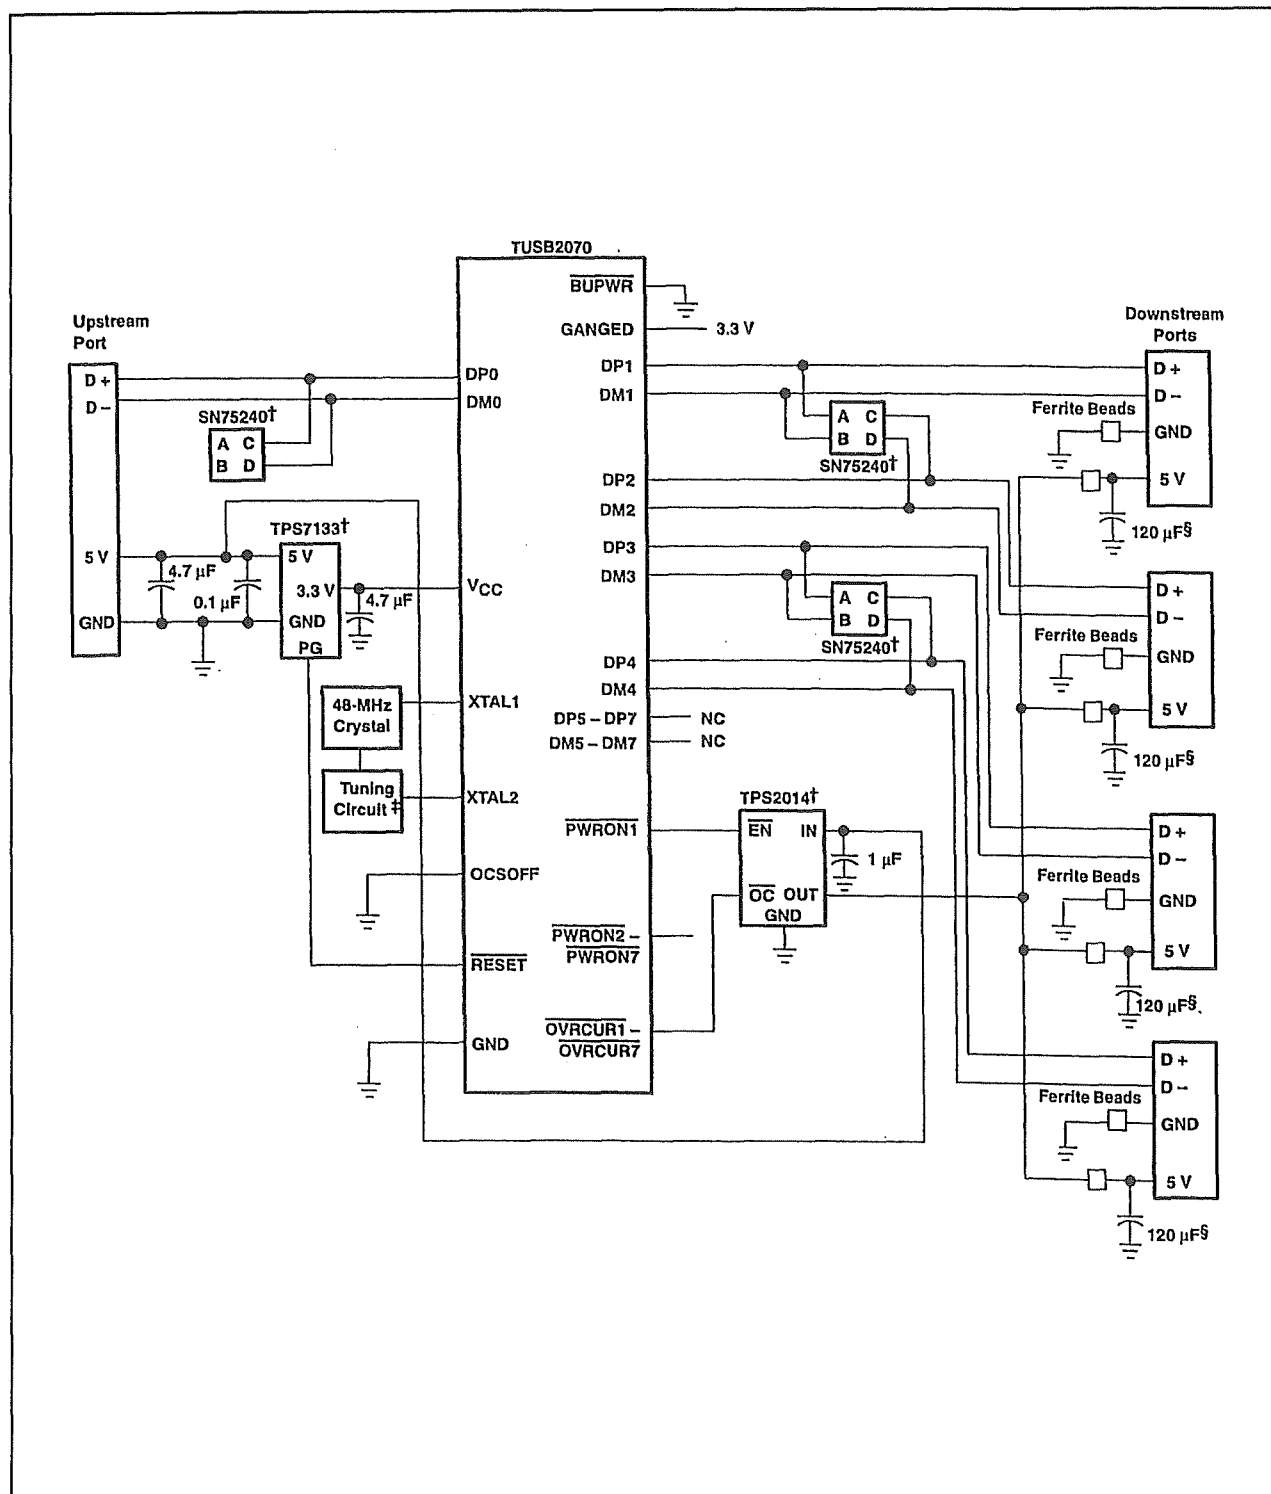 TUSB2070
BUPWR
GANGED
3.3 V
Upstream
Port
Downstream
Ports
D +
D –
DP0
DM0
DP1
DM1
D +
D –
Ferrite Beads
GND
5 V
120 µF§
SN75240†
A C
B D
A C
B D
SN75240†
DP2
DM2
DP3
DM3
5 V
GND
4.7 µF
0.1 µF
TPS7133†
5 V
3.3 V
GND
PG
4.7 µF
VCC
A C
B D
SN75240†
D +
D –
Ferrite Beads
GND
5 V
120 µF§
DP4
DM4
DP5 – DP7
NC
DM5 – DM7
NC
48-MHz
Crystal
XTAL1
Tuning
Circuit ‡
XTAL2
PWRON1
TPS2014†
EN IN
OC OUT
GND
1 µF
D +
D –
Ferrite Beads
GND
5 V
120 µF§
OCSOFF
PWRON2 –
PWRON7
RESET
OVRCUR1 –
OVRCUR7
GND
D +
D –
Ferrite Beads
GND
5 V
120 µF§